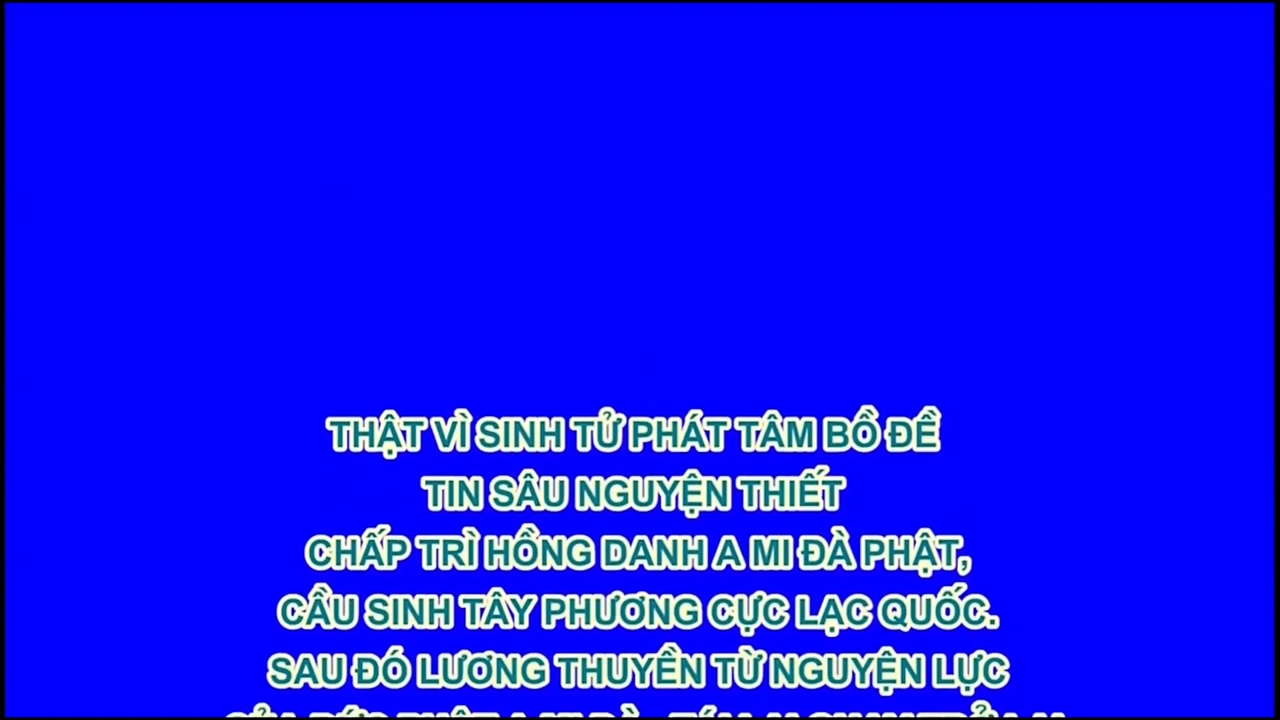 THẬT VÌ SINH TỬ PHÁT TÂM BỒ ĐỀ
TIN SÂU NGUYỆN THIẾT
CHẤP TRÌ HỒNG DANH A MI ĐÀ PHẬT,
CẦU SINH TÂY PHƯƠNG CỰC LẠC QUỐC.
SAU ĐÓ LƯƠNG THUYỀN TỪ NGUYỆN LỰC